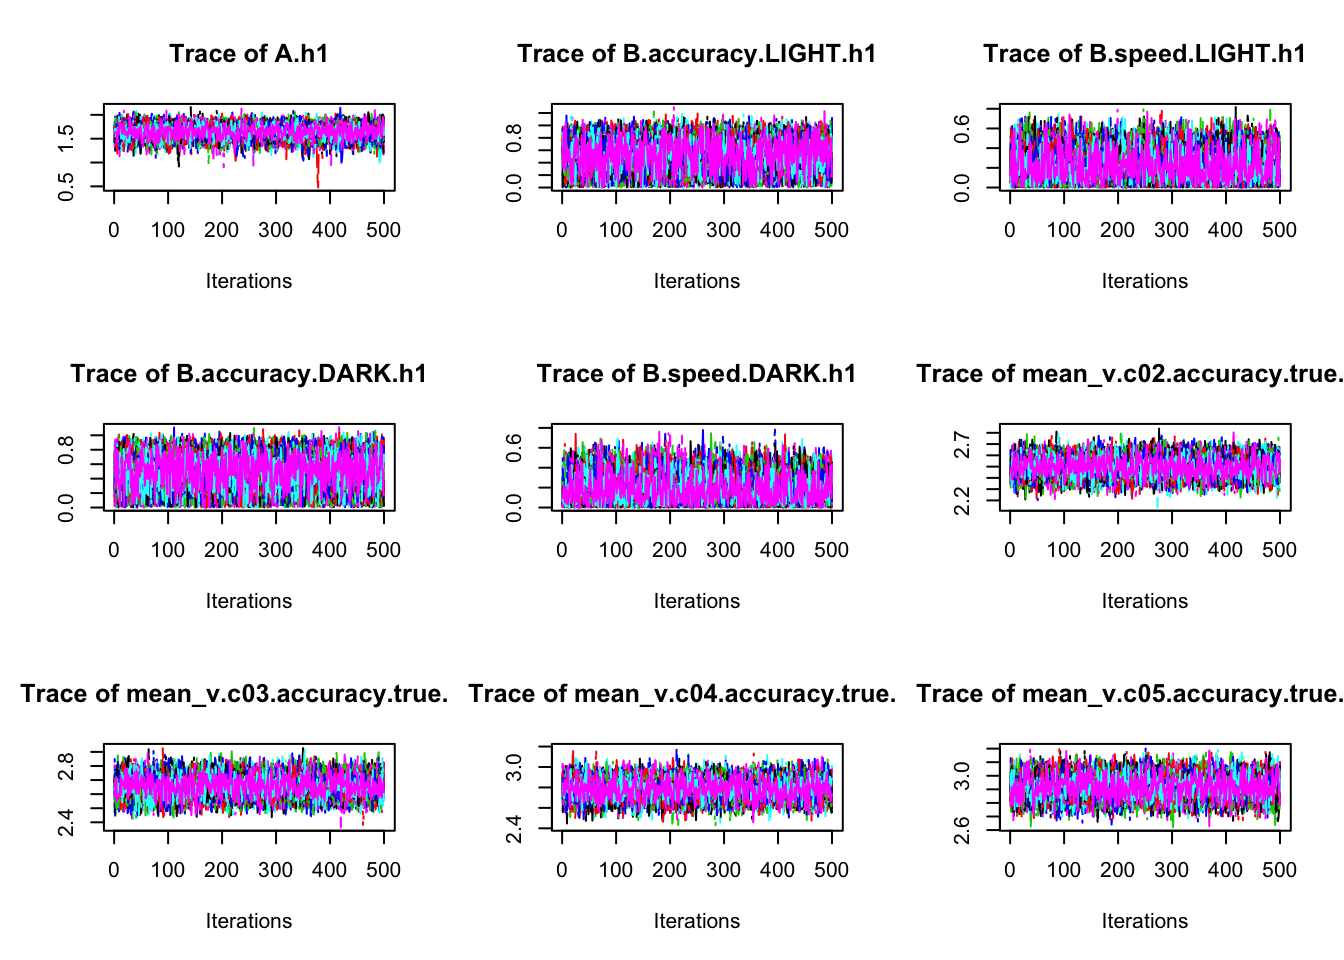 Trace of A.h1
0.5 1.5
0 100 200 300 400 500
Iterations
Trace of B.accuracy.LIGHT.h1
0.0 0.8
0 100 200 300 400 500
Iterations
Trace of B.speed.LIGHT.h1
0.0 0.6
0 100 200 300 400 500
Iterations
Trace of B.accuracy.DARK.h1
0.0 0.8
0 100 200 300 400 500
Iterations
Trace of B.speed.DARK.h1
0.0 0.6
0 100 200 300 400 500
Iterations
Trace of mean_v.c02.accuracy.true.
2.2 2.7
0 100 200 300 400 500
Iterations
Trace of mean_v.c03.accuracy.true.
2.4 2.8
0 100 200 300 400 500
Iterations
Trace of mean_v.c04.accuracy.true.
2.4 3.0
0 100 200 300 400 500
Iterations
Trace of mean_v.c05.accuracy.true.
2.6 3.0
0 100 200 300 400 500
Iterations